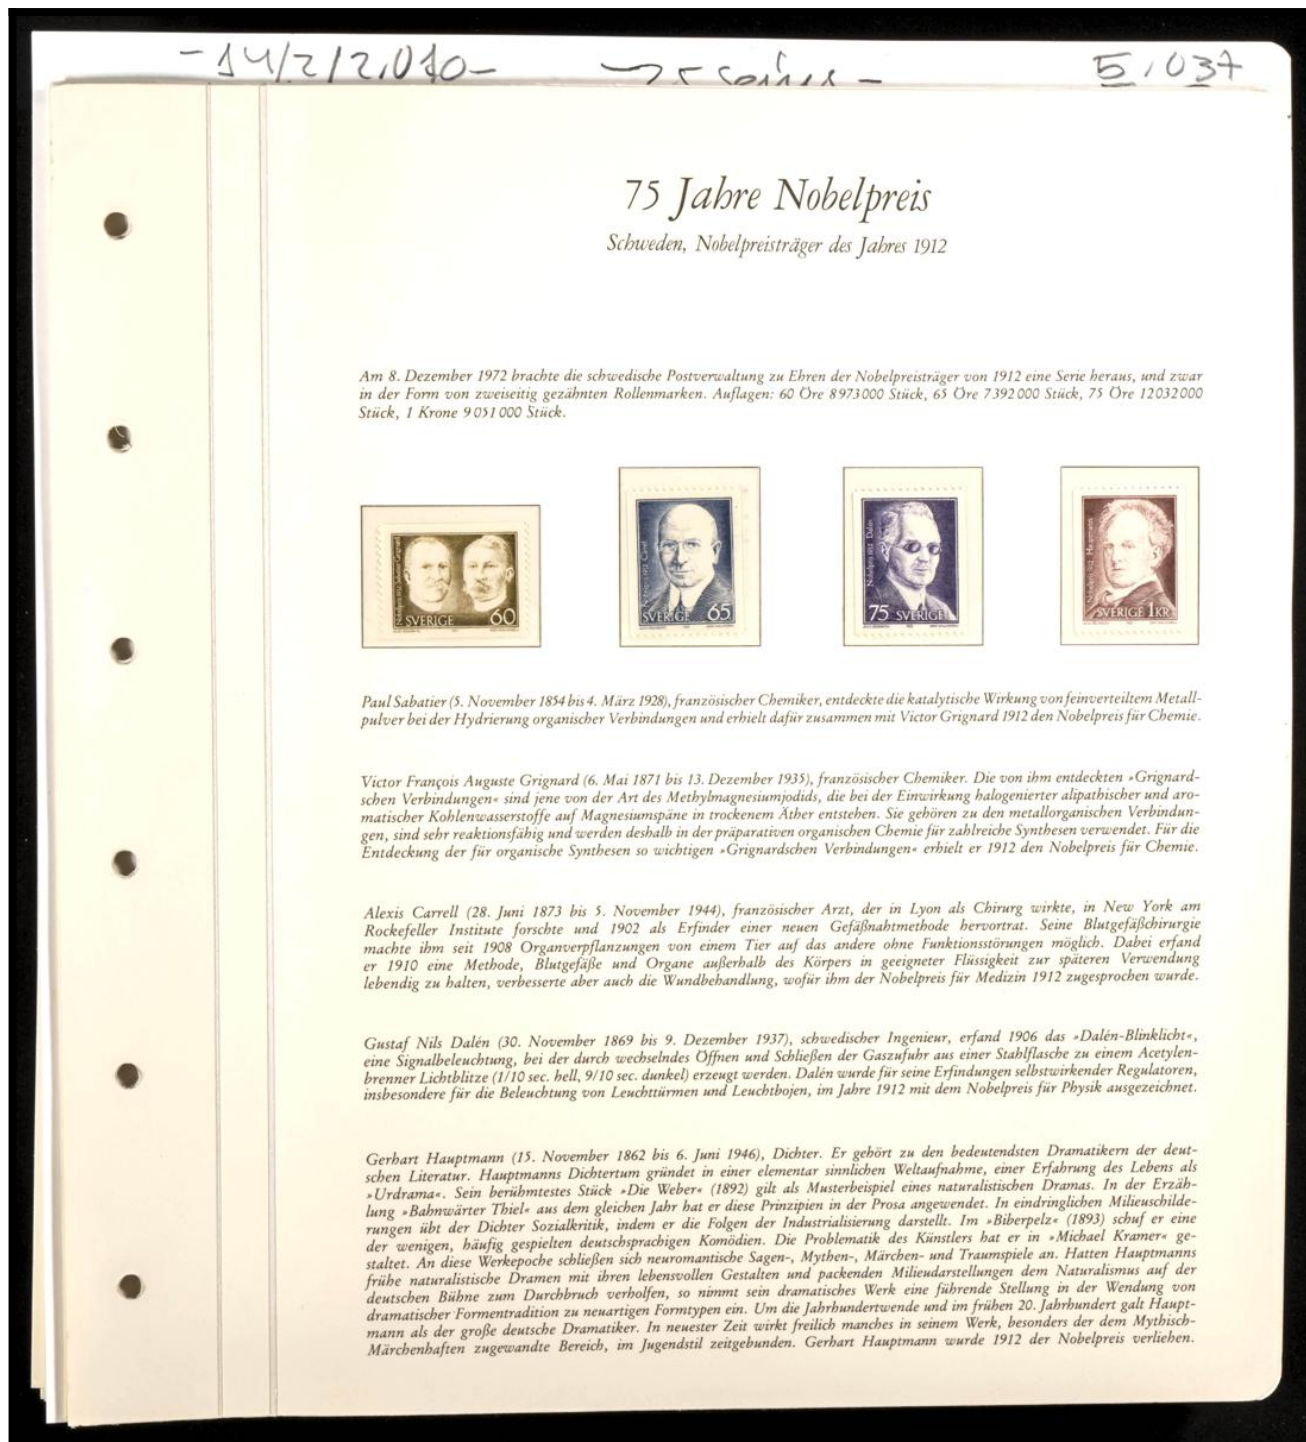 -14/2/2010- 5,037
75 Jahre Nobelpreis
Schweden, Nobelpreisträger des Jahres 1912
Am 8. Dezember 1972 brachte die schwedische Postverwaltung zu Ehren der Nobelpreisträger von 1912 eine Serie heraus, und zwar
in der Form von zweiseitig gezähnten Rollenmarken. Auflagen: 60 Öre 8973000 Stück, 65 Öre 7392000 Stück, 75 Öre 12032000
Stück, 1 Krone 9051000 Stück.
Nobelpris 1912 Sabatier Grignard
SVERIGE 60
Nobelpris 1912 Carrel
SVERIGE 65
Nobelpris 1912 Dalén
75 SVERIGE
Nobelpris 1912 Hauptmann
SVERIGE 1KR
Paul Sabatier (5. November 1854 bis 4. März 1928), französischer Chemiker, entdeckte die katalytische Wirkung von feinverteiltem Metall-
pulver bei der Hydrierung organischer Verbindungen und erhielt dafür zusammen mit Victor Grignard 1912 den Nobelpreis für Chemie.
Victor François Auguste Grignard (6. Mai 1871 bis 13. Dezember 1935), französischer Chemiker. Die von ihm entdeckten »Grignard-
schen Verbindungen« sind jene von der Art des Methylmagnesiumjodids, die bei der Einwirkung halogenierter alipathischer und aro-
matischer Kohlenwasserstoffe auf Magnesiumspäne in trockenem Äther entstehen. Sie gehören zu den metallorganischen Verbindun-
gen, sind sehr reaktionsfähig und werden deshalb in der präparativen organischen Chemie für zahlreiche Synthesen verwendet. Für die
Entdeckung der für organische Synthesen so wichtigen »Grignardschen Verbindungen« erhielt er 1912 den Nobelpreis für Chemie.
Alexis Carrell (28. Juni 1873 bis 5. November 1944), französischer Arzt, der in Lyon als Chirurg wirkte, in New York am
Rockefeller Institute forschte und 1902 als Erfinder einer neuen Gefäßnahtmethode hervortrat. Seine Blutgefäßchirurgie
machte ihm seit 1908 Organverpflanzungen von einem Tier auf das andere ohne Funktionsstörungen möglich. Dabei erfand
er 1910 eine Methode, Blutgefäße und Organe außerhalb des Körpers in geeigneter Flüssigkeit zur späteren Verwendung
lebendig zu halten, verbesserte aber auch die Wundbehandlung, wofür ihm der Nobelpreis für Medizin 1912 zugesprochen wurde.
Gustaf Nils Dalén (30. November 1869 bis 9. Dezember 1937), schwedischer Ingenieur, erfand 1906 das »Dalén-Blinklicht«,
eine Signalbeleuchtung, bei der durch wechselndes Öffnen und Schließen der Gaszufuhr aus einer Stahlflasche zu einem Acetylen-
brenner Lichtblitze (1/10 sec. hell, 9/10 sec. dunkel) erzeugt werden. Dalén wurde für seine Erfindungen selbstwirkender Regulatoren,
insbesondere für die Beleuchtung von Leuchttürmen und Leuchtbojen, im Jahre 1912 mit dem Nobelpreis für Physik ausgezeichnet.
Gerhart Hauptmann (15. November 1862 bis 6. Juni 1946), Dichter. Er gehört zu den bedeutendsten Dramatikern der deut-
schen Literatur. Hauptmanns Dichtertum gründet in einer elementar sinnlichen Weltaufnahme, einer Erfahrung des Lebens als
»Urdrama«. Sein berühmtestes Stück »Die Weber« (1892) gilt als Musterbeispiel eines naturalistischen Dramas. In der Erzäh-
lung »Bahnwärter Thiel« aus dem gleichen Jahr hat er diese Prinzipien in der Prosa angewendet. In eindringlichen Milieuschilde-
rungen übt der Dichter Sozialkritik, indem er die Folgen der Industrialisierung darstellt. Im »Biberpelz« (1893) schuf er eine
der wenigen, häufig gespielten deutschsprachigen Komödien. Die Problematik des Künstlers hat er in »Michael Kramer« ge-
staltet. An diese Werkepoche schließen sich neuromantische Sagen-, Mythen-, Märchen- und Traumspiele an. Hatten Hauptmanns
frühe naturalistische Dramen mit ihren lebensvollen Gestalten und packenden Milieudarstellungen dem Naturalismus auf der
deutschen Bühne zum Durchbruch verholfen, so nimmt sein dramatisches Werk eine führende Stellung in der Wendung von
dramatischer Formentradition zu neuartigen Formtypen ein. Um die Jahrhundertwende und im frühen 20. Jahrhundert galt Haupt-
mann als der große deutsche Dramatiker. In neuester Zeit wirkt freilich manches in seinem Werk, besonders der dem Mythisch-
Märchenhaften zugewandte Bereich, im Jugendstil zeitgebunden. Gerhart Hauptmann wurde 1912 der Nobelpreis verliehen.